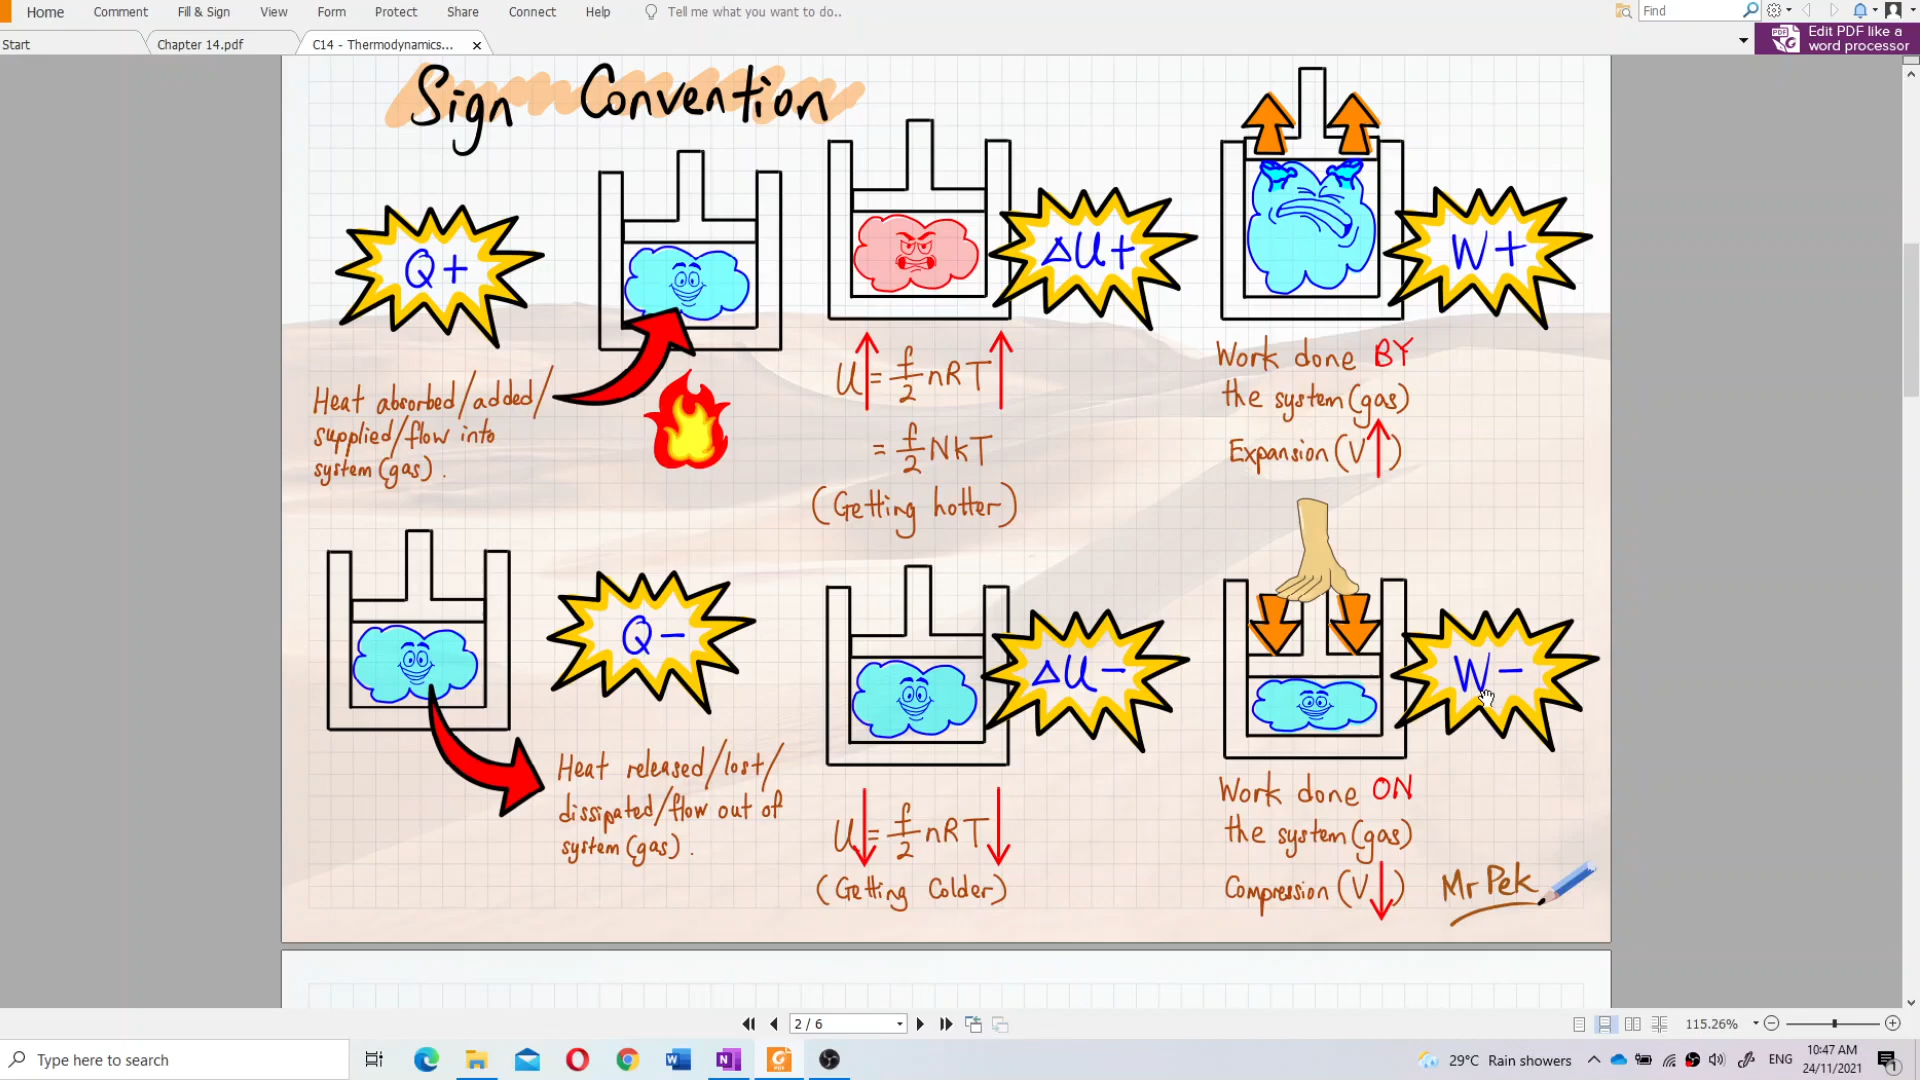 Home Comment Fill & Sign View Form Protect Share Connect Help Tell me what you want to do.. Find
Start Chapter 14.pdf C14 - Thermodynamics... ×
Edit PDF like a
word processor
Sign Convention
Q+
ΔU+
W+
Heat absorbed/added/
supplied/flow into
system(gas).
U = f/2 nRT
= f/2 NkT
(Getting hotter)
Work done BY
the system(gas)
Expansion (V↑)
Q-
ΔU-
W-
Heat released/lost/
dissipated/flow out of
system(gas).
U = f/2 nRT
(Getting Colder)
Work done ON
the system(gas)
Compression (V↓)
Mr Pek
2 / 6
115.26%
Type here to search
29°C Rain showers
ENG
10:47 AM
24/11/2021
1